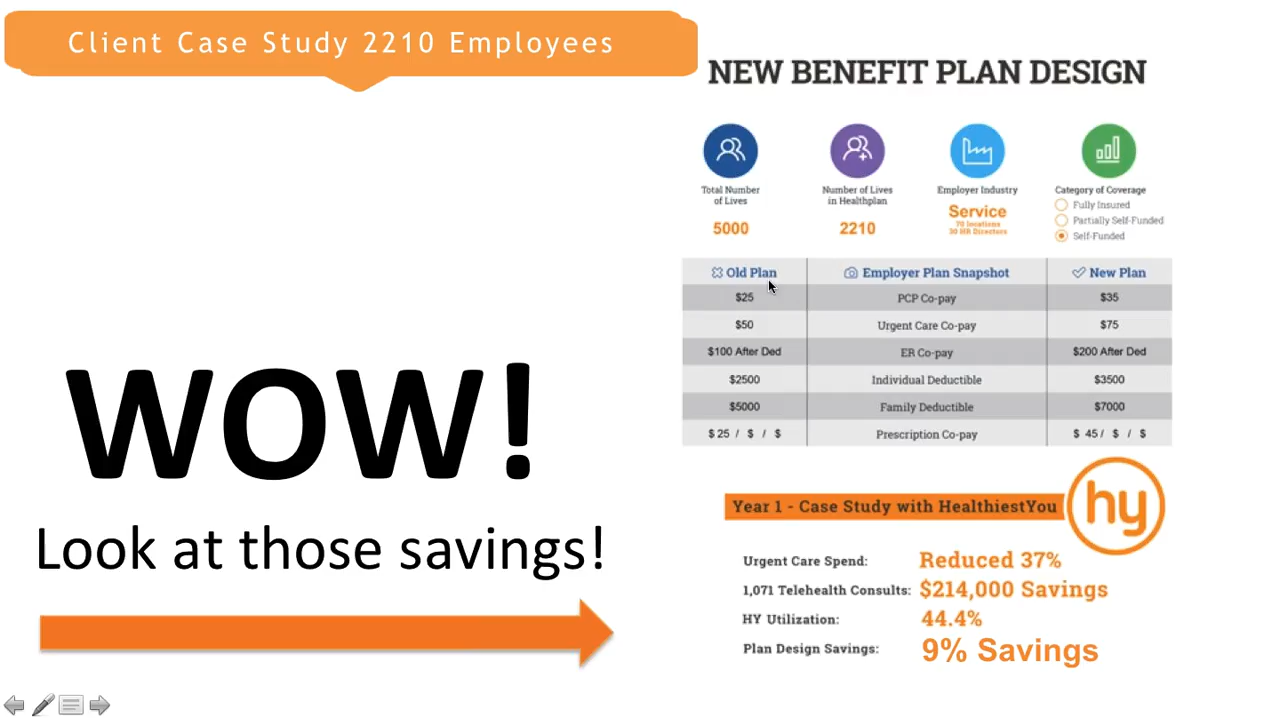 Client Case Study 2210 Employees
NEW BENEFIT PLAN DESIGN
Total Number
of Lives
5000
Number of Lives
in Healthplan
2210
Employer Industry
Service
70 locations
30 HR Directors
Category of Coverage
Fully Insured
Partially Self-Funded
Self-Funded
Old Plan Employer Plan Snapshot New Plan
$25 PCP Co-pay $35
$50 Urgent Care Co-pay $75
$100 After Ded ER Co-pay $200 After Ded
$2500 Individual Deductible $3500
$5000 Family Deductible $7000
$ 25 / $ / $ Prescription Co-pay $ 45 / $ / $
WOW!
Look at those savings!
Year 1 - Case Study with HealthiestYou
hy
Urgent Care Spend: Reduced 37%
1,071 Telehealth Consults: $214,000 Savings
HY Utilization: 44.4%
Plan Design Savings: 9% Savings